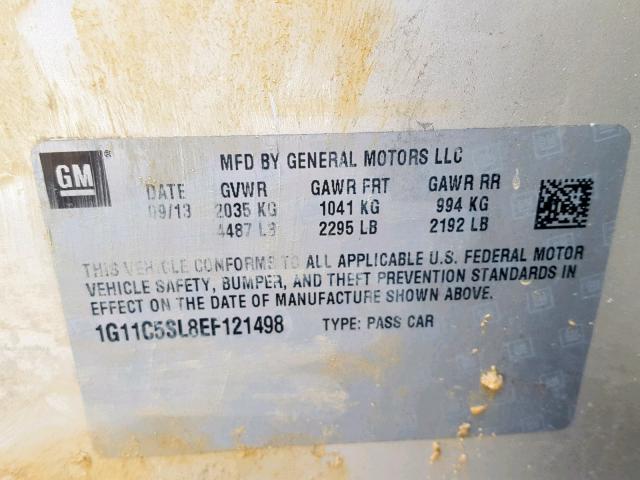 GM
MFD BY GENERAL MOTORS LLC
DATE GVWR GAWR FRT GAWR RR
09/13 2035 KG 1041 KG 994 KG
4487 LB 2295 LB 2192 LB
THIS VEHICLE CONFORMS TO ALL APPLICABLE U.S. FEDERAL MOTOR
VEHICLE SAFETY, BUMPER, AND THEFT PREVENTION STANDARDS IN
EFFECT ON THE DATE OF MANUFACTURE SHOWN ABOVE.
1G11C5SL8EF121498 TYPE: PASS CAR